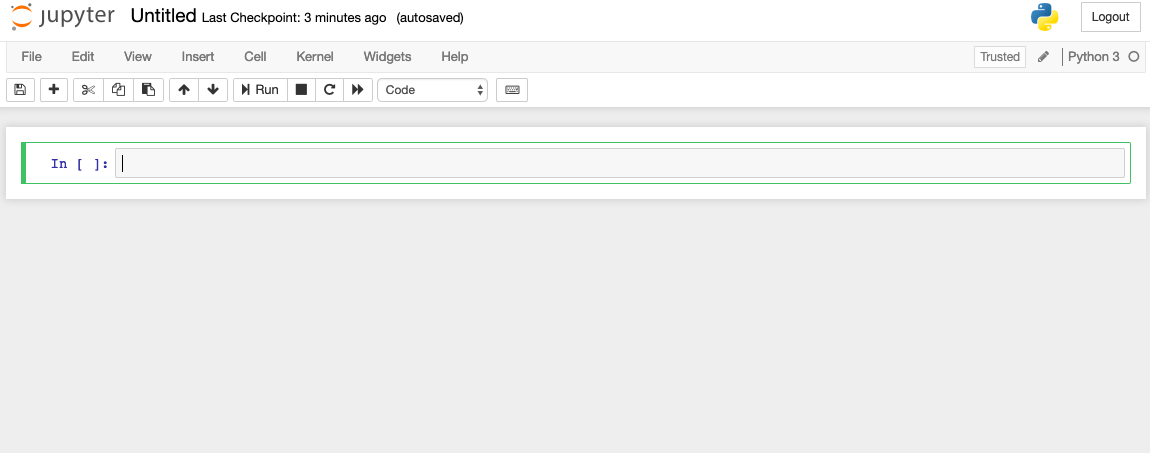 jupyter Untitled Last Checkpoint: 3 minutes ago (autosaved) Logout
File Edit View Insert Cell Kernel Widgets Help Trusted Python 3
Run Code
In [ ]: